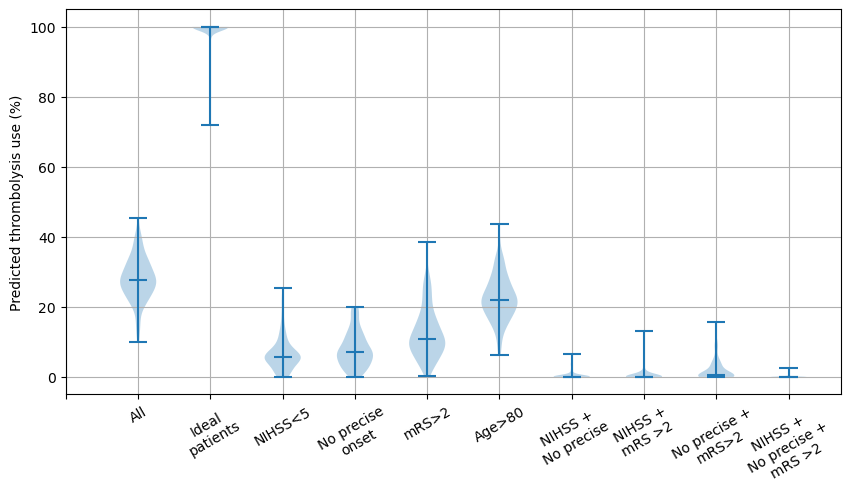 Predicted thrombolysis use (%)
100
80
60
40
20
0
All
Ideal
patients
NIHSS<5
No precise
onset
mRS>2
Age>80
NIHSS +
No precise
NIHSS +
mRS >2
No precise +
mRS>2
NIHSS +
No precise +
mRS >2